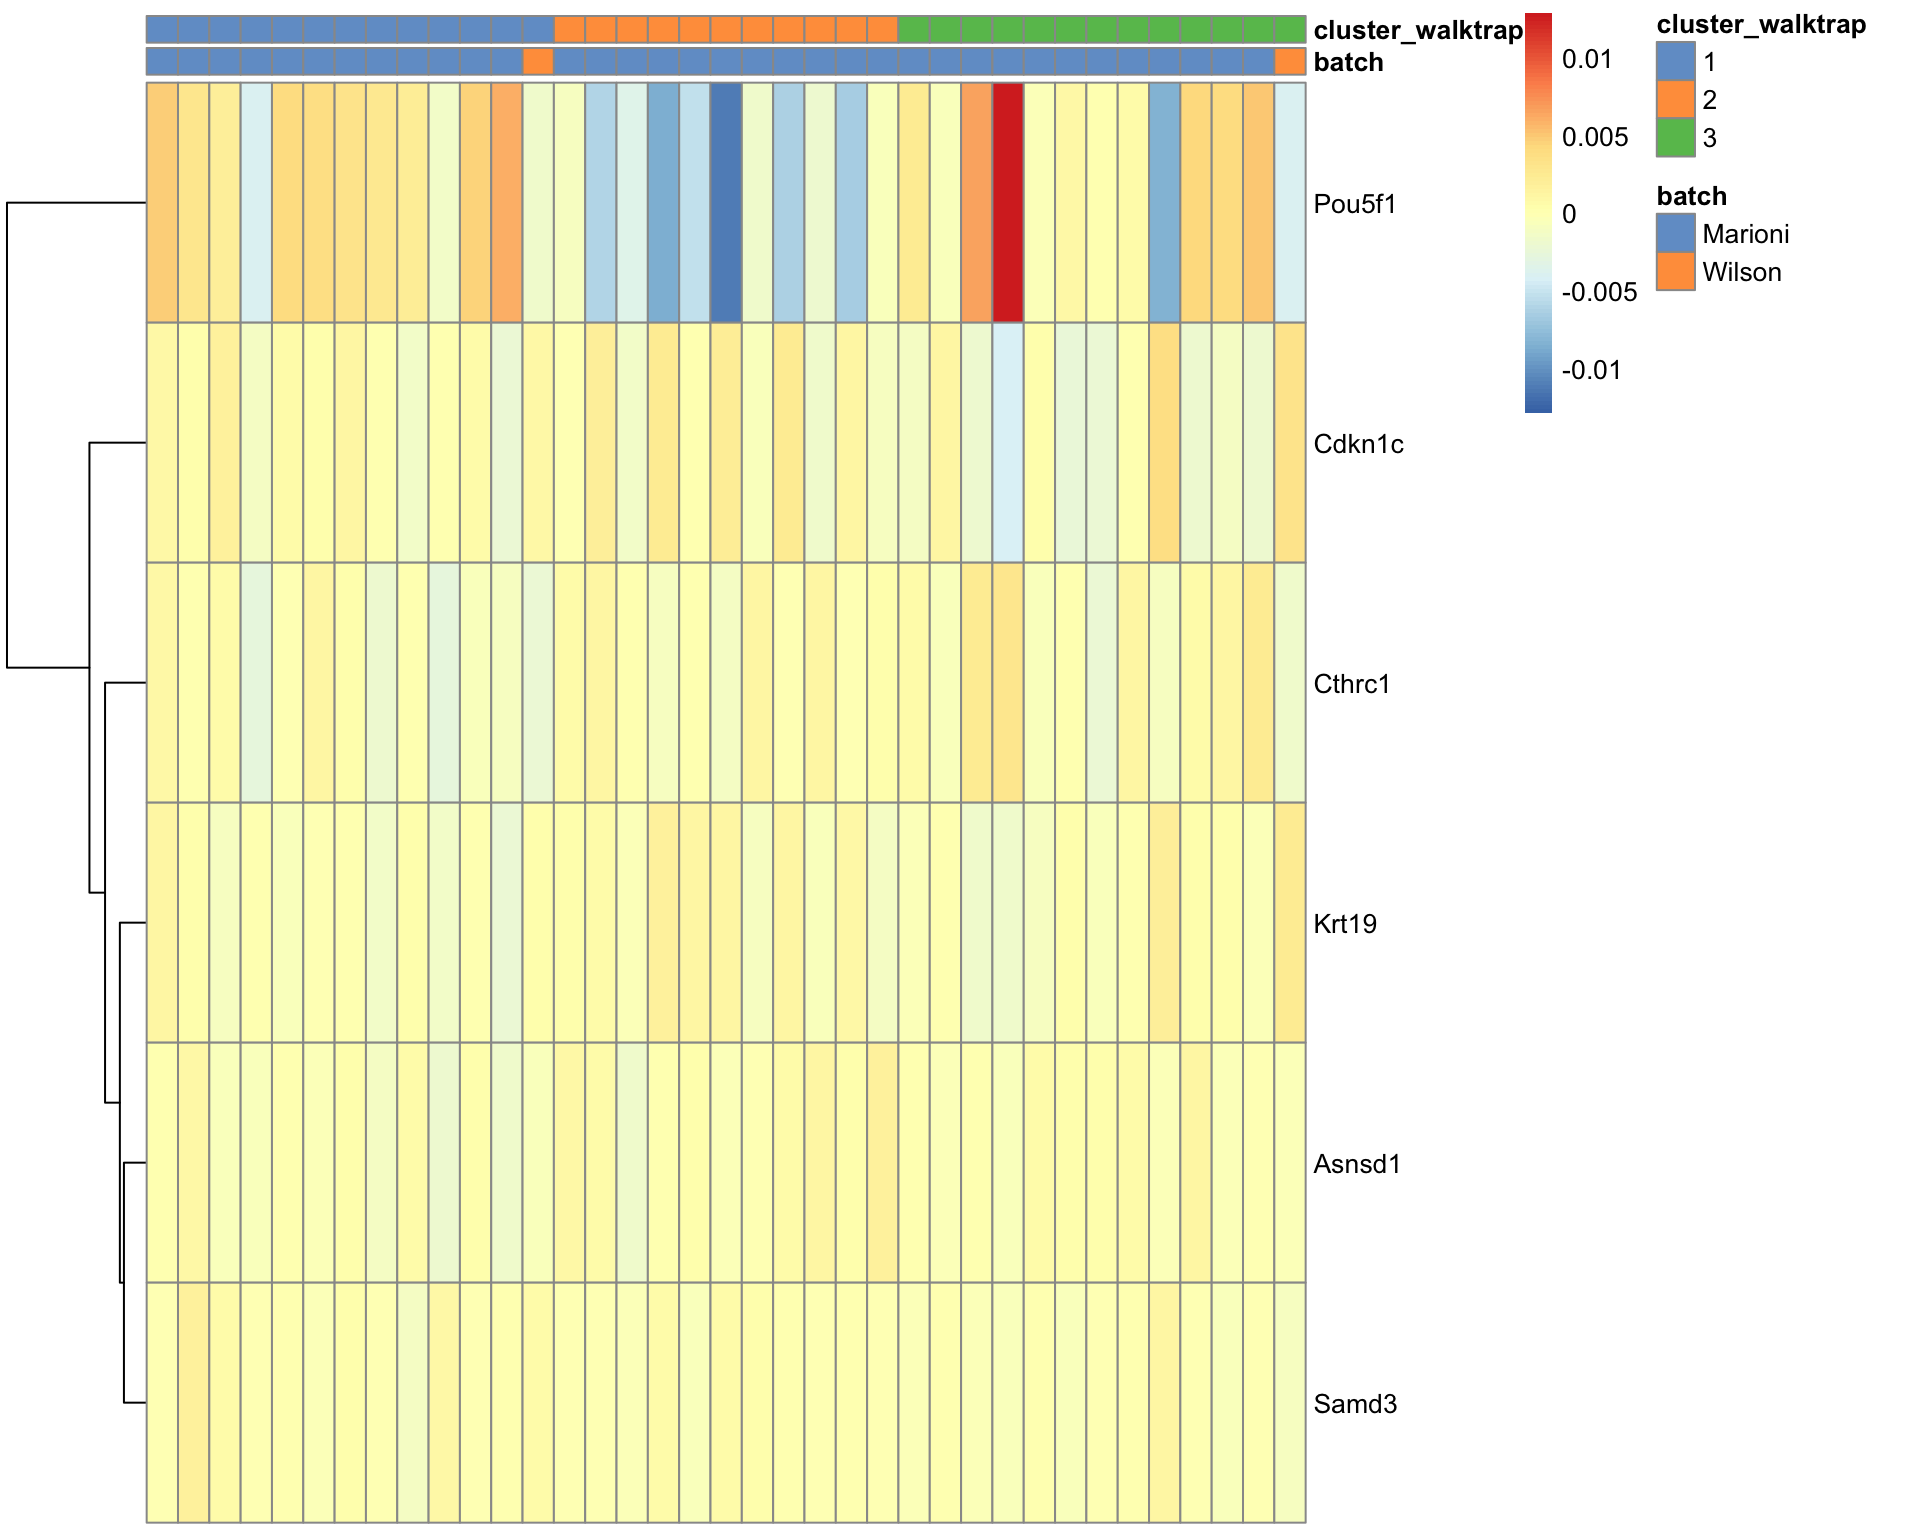 cluster_walktrap
batch
Pou5f1
Cdkn1c
Cthrc1
Krt19
Asnsd1
Samd3
0.01
0.005
0
-0.005
-0.01
cluster_walktrap
1
2
3
batch
Marioni
Wilson